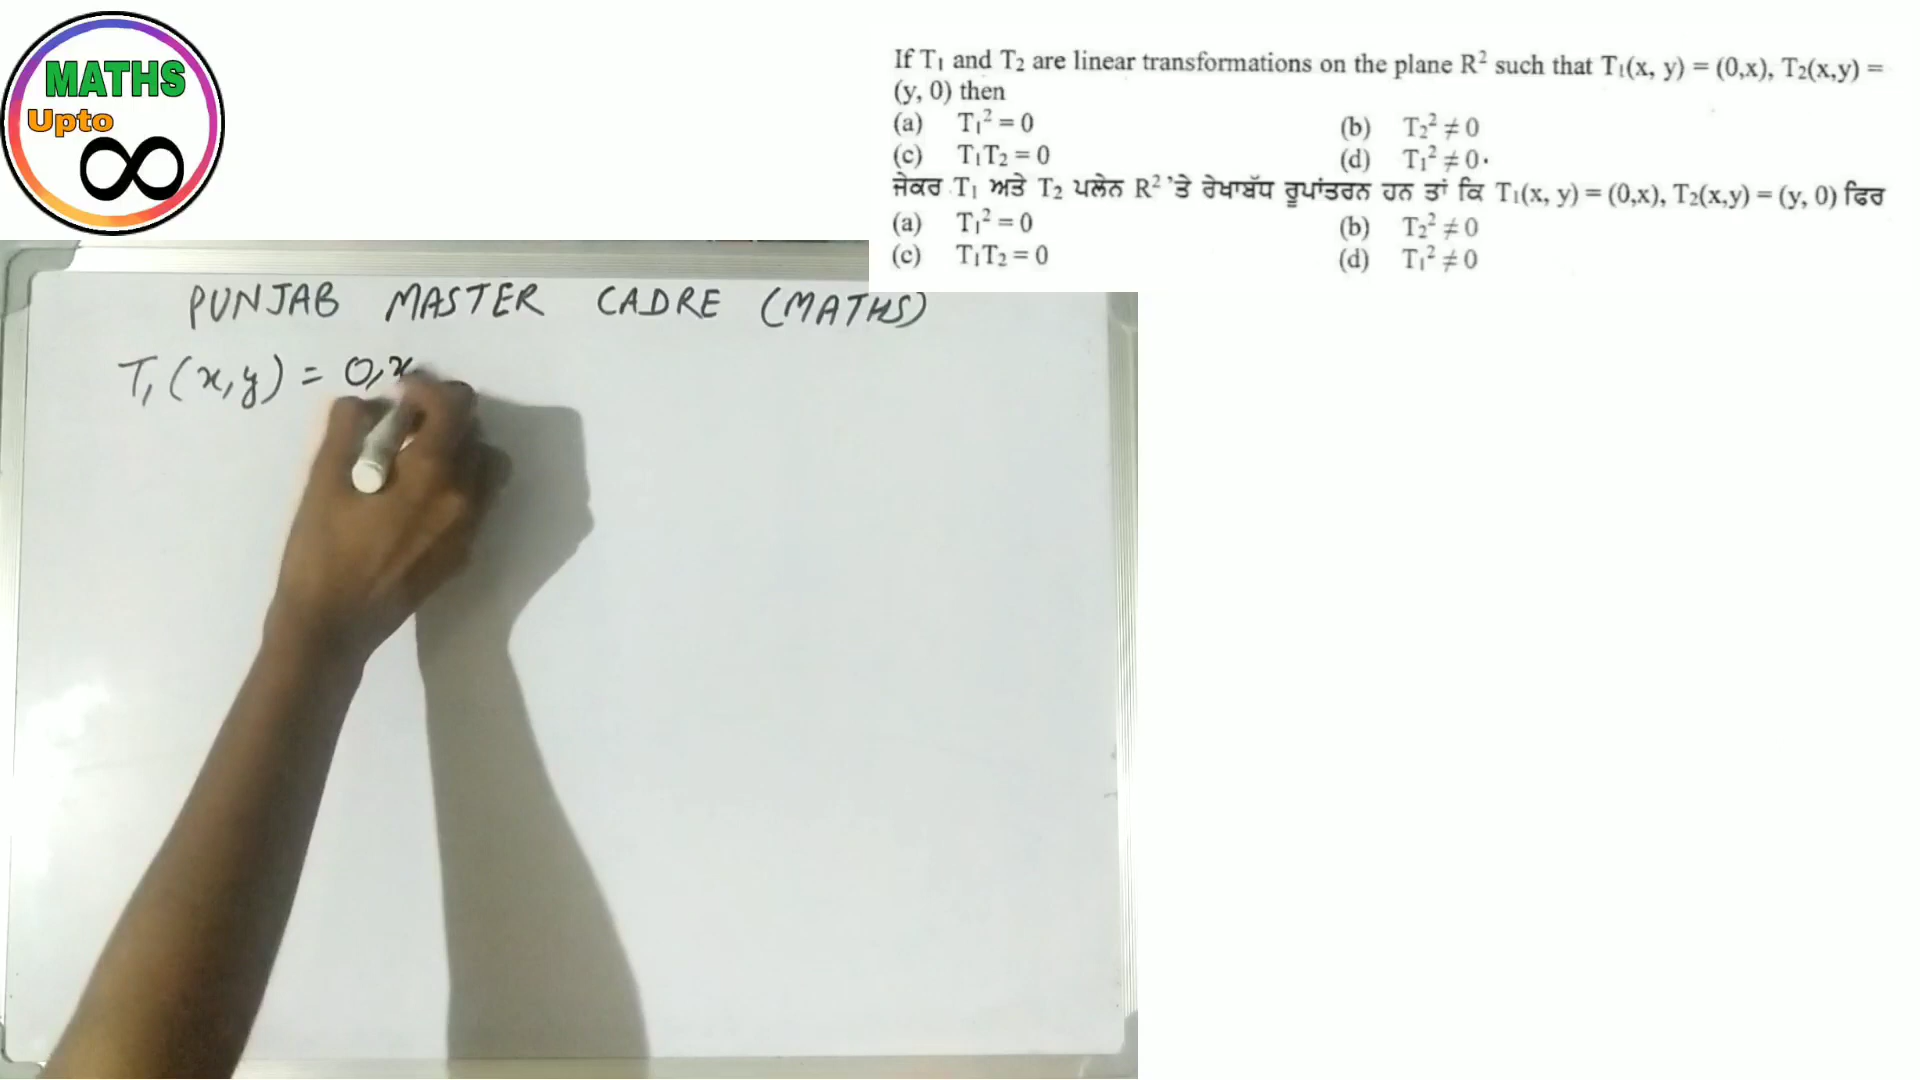 MATHS
Upto
∞
If T₁ and T₂ are linear transformations on the plane R² such that T₁(x, y) = (0,x), T₂(x,y) =
(y, 0) then
(a) T₁² = 0 (b) T₂² ≠ 0
(c) T₁T₂ = 0 (d) T₁² ≠ 0.
ਜੇਕਰ T₁ ਅਤੇ T₂ ਪਲੇਨ R² 'ਤੇ ਰੇਖਾਬੱਧ ਰੂਪਾਂਤਰਨ ਹਨ ਤਾਂ ਕਿ T₁(x, y) = (0,x), T₂(x,y) = (y, 0) ਫਿਰ
(a) T₁² = 0 (b) T₂² ≠ 0
(c) T₁T₂ = 0 (d) T₁² ≠ 0
PUNJAB MASTER CADRE (MATHS)
T₁(x,y) = 0,x